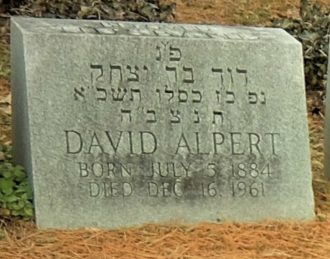 פ נ
דוד בר יצחק
נפ כז כסלו תשכ״א
ת נ צ ב ה
DAVID ALPERT
BORN JULY 5 1884
DIED DEC 16 1961